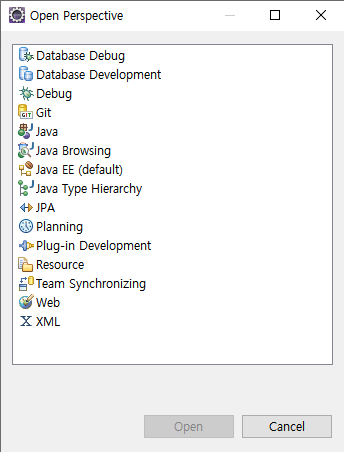 Open Perspective
Database Debug
Database Development
Debug
GIT Git
Java
Java Browsing
Java EE (default)
Java Type Hierarchy
JPA
Planning
Plug-in Development
Resource
Team Synchronizing
Web
X XML
Open Cancel